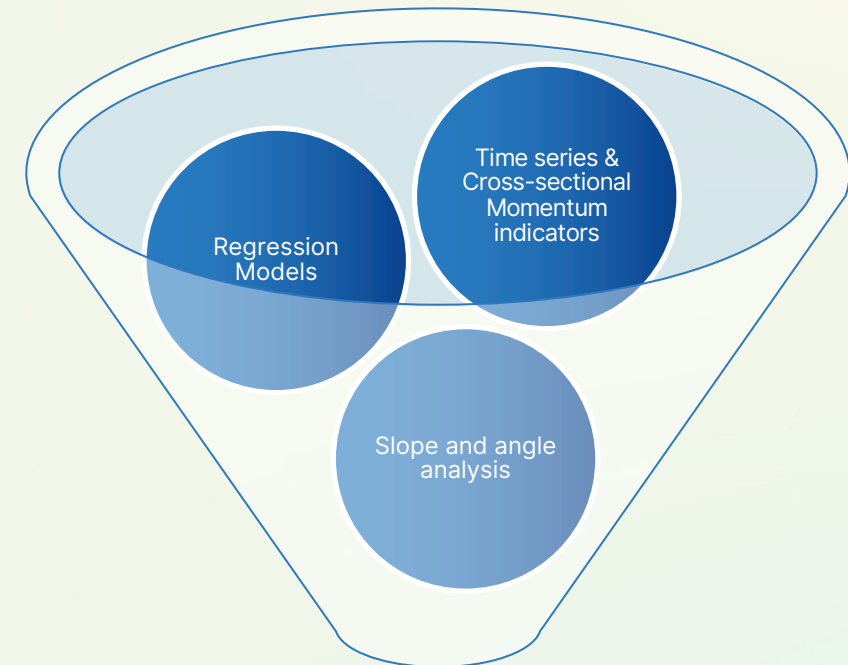 Time series &
Cross-sectional
Momentum
indicators
Regression
Models
Slope and angle
analysis